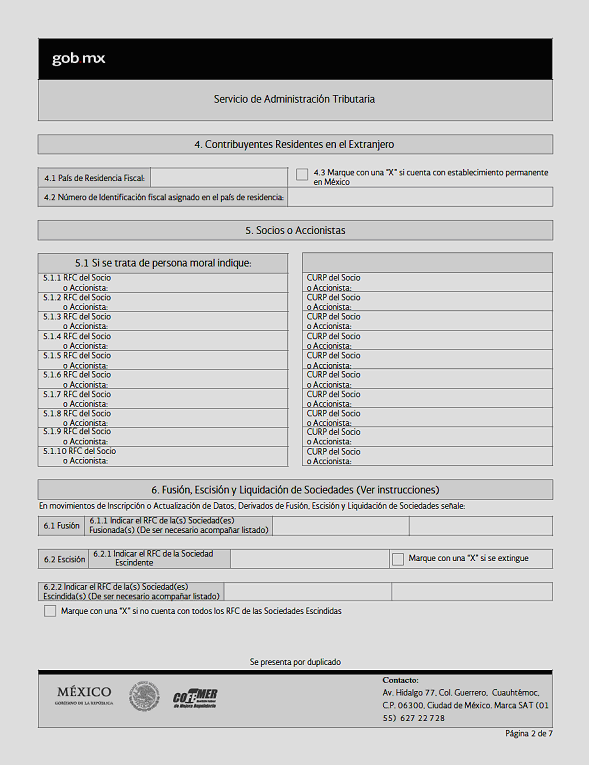 gob mx
Servicio de Administración Tributaria
4. Contribuyentes Residentes en el Extranjero
4.1 País de Residencia Fiscal:
4.3 Marque con una "X" si cuenta con establecimiento permanente
en México
4.2 Número de Identificación fiscal asignado en el país de residencia:
5. Socios o Accionistas
5.1 Si se trata de persona moral indique:
5.1.1 RFC del Socio
o Accionista:
CURP del Socio
o Accionista:
5.1.2 RFC del Socio
o Accionista:
CURP del Socio
o Accionista:
5.1.3 RFC del Socio
o Accionista:
CURP del Socio
o Accionista:
5.1.4 RFC del Socio
o Accionista:
CURP del Socio
o Accionista:
5.1.5 RFC del Socio
o Accionista:
CURP del Socio
o Accionista:
5.1.6 RFC del Socio
o Accionista:
CURP del Socio
o Accionista:
5.1.7 RFC del Socio
o Accionista:
CURP del Socio
o Accionista:
5.1.8 RFC del Socio
o Accionista:
CURP del Socio
o Accionista:
5.1.9 RFC del Socio
o Accionista:
CURP del Socio
o Accionista:
5.1.10 RFC del Socio
o Accionista:
CURP del Socio
o Accionista:
6. Fusión, Escisión y Liquidación de Sociedades (Ver instrucciones)
En movimientos de Inscripción o Actualización de Datos, Derivados de Fusión, Escisión y Liquidación de Sociedades señale:
6.1 Fusión
6.1.1 Indicar el RFC de la(s) Sociedad(es)
Fusionada(s) (De ser necesario acompañar listado)
6.2 Escisión
6.2.1 Indicar el RFC de la Sociedad
Escindente
Marque con una "X" si se extingue
6.2.2 Indicar el RFC de la(s) Sociedad(es)
Escindida(s) (De ser necesario acompañar listado)
Marque con una "X" si no cuenta con todos los RFC de las Sociedades Escindidas
Se presenta por duplicado
MÉXICO
GOBIERNO DE LA REPÚBLICA
COFEMER
de Mejora Regulatoria
Contacto:
Av. Hidalgo 77, Col. Guerrero, Cuauhtémoc,
C.P. 06300, Ciudad de México. Marca SAT (01
55) 627 22 728
Página 2 de 7